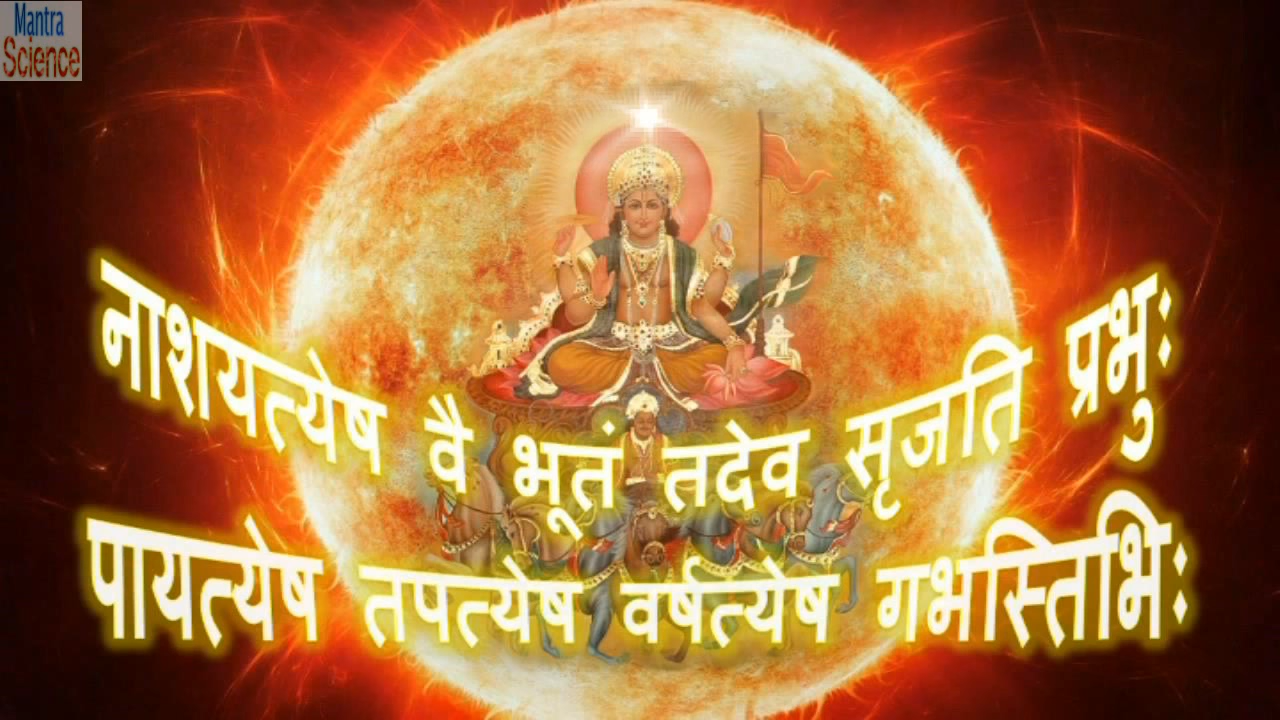 Mantra
Science
नाशयत्येष वै भूतं तदेव सृजति प्रभुः
पायत्येष तपत्येष वर्षत्येष गभस्तिभिः